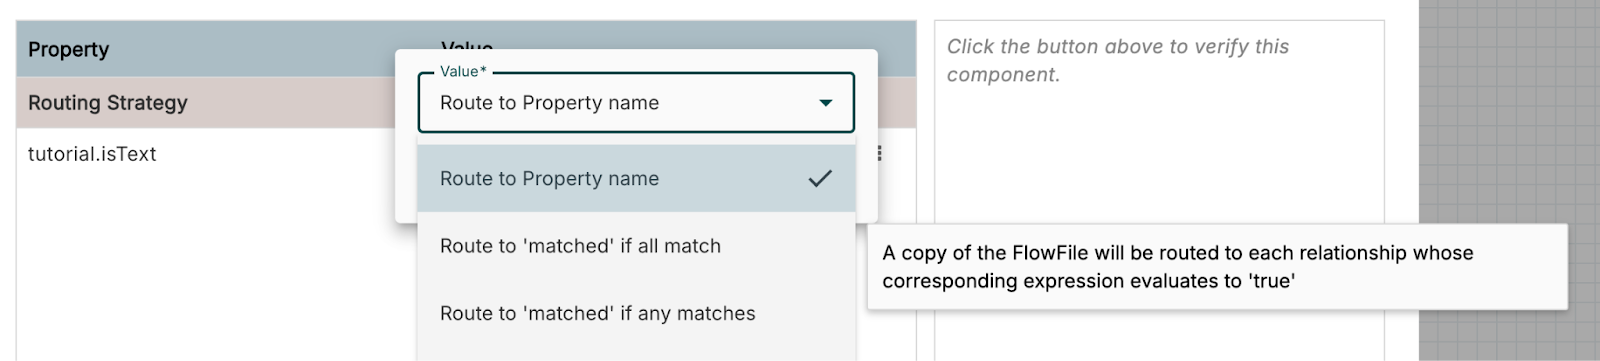 Property
Value
Click the button above to verify this
component.
Value*
Routing Strategy
Route to Property name
tutorial.isText
Route to Property name
Route to 'matched' if all match
A copy of the FlowFile will be routed to each relationship whose
corresponding expression evaluates to 'true'
Route to 'matched' if any matches